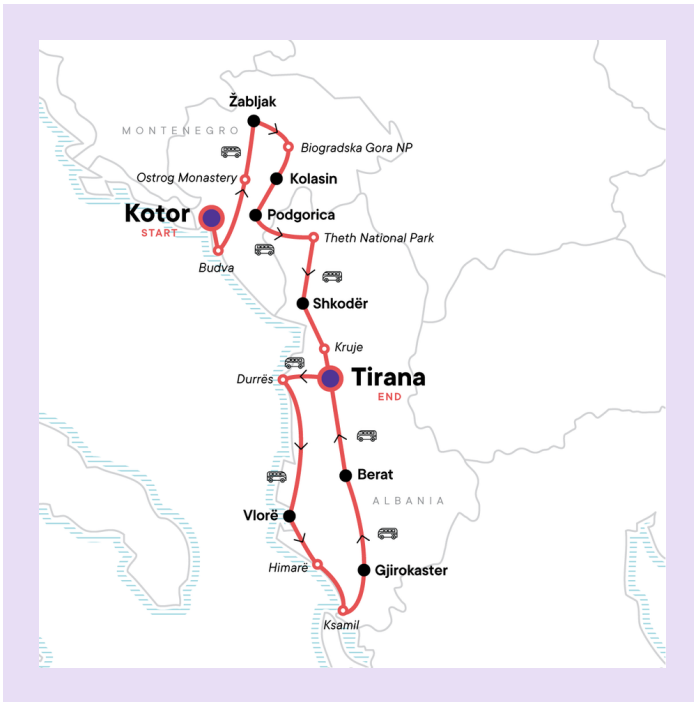 Žabljak
MONTENEGRO
Biogradska Gora NP
Ostrog Monastery
Kolasin
Kotor
START
Podgorica
Theth National Park
Budva
Shkodër
Kruje
Durrës
Tirana
END
Berat
ALBANIA
Vlorë
Himarë
Gjirokaster
Ksamil